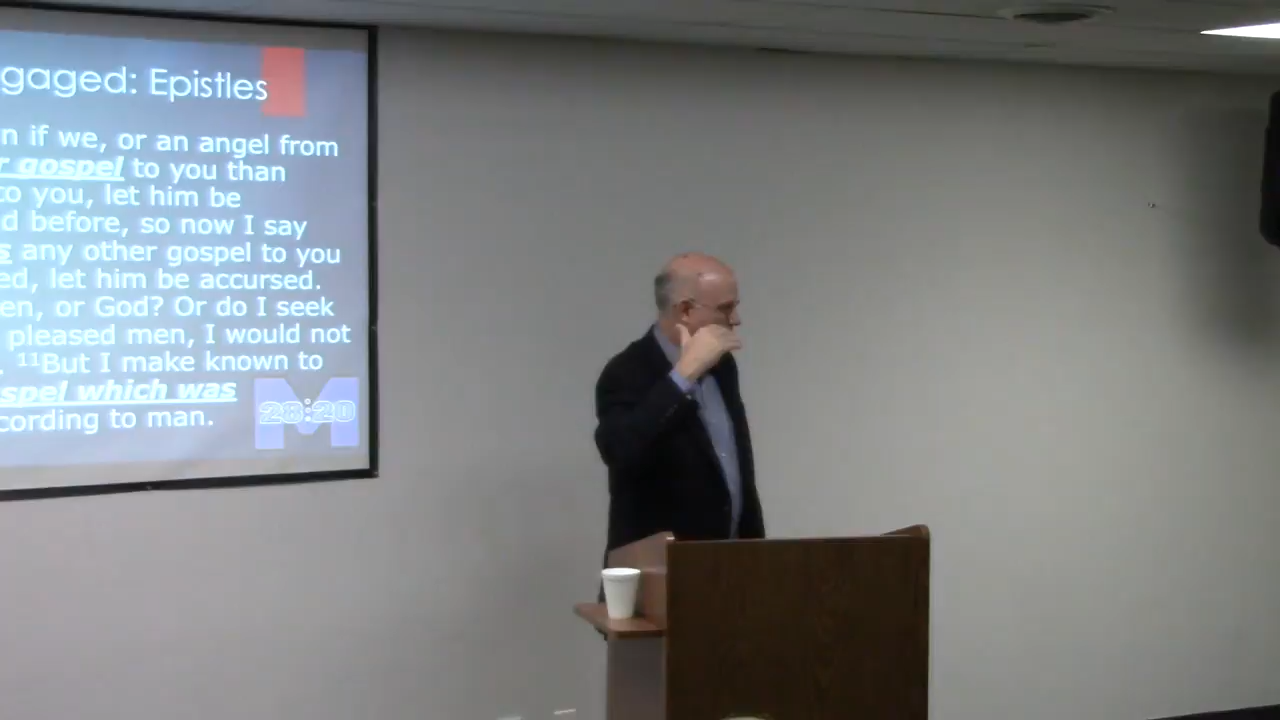 gaged: Epistles
n if we, or an angel from
r gospel to you than
to you, let him be
d before, so now I say
s any other gospel to you
ed, let him be accursed.
en, or God? Or do I seek
pleased men, I would not
. ¹¹But I make known to
spel which was
cording to man.
M
28:20